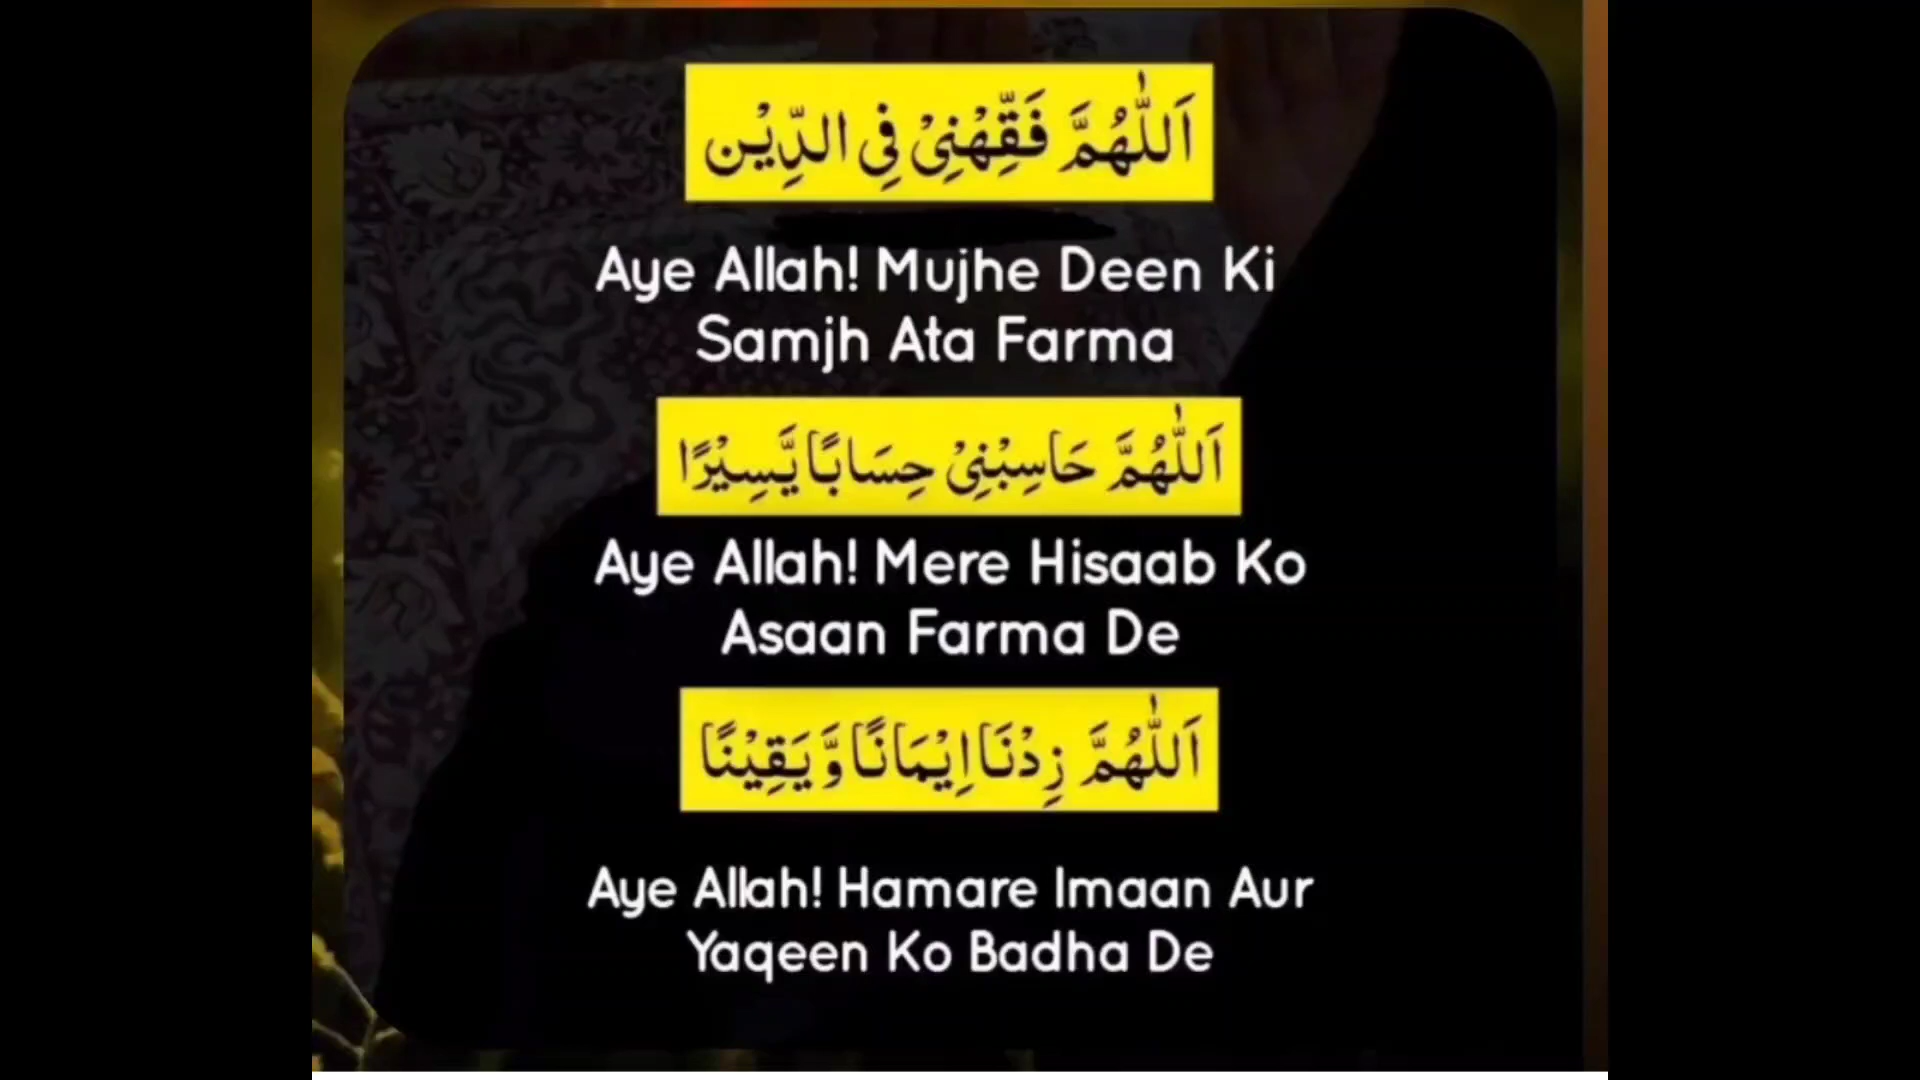 اَللّٰهُمَّ فَقِّهْنِيْ فِي الدِّيْن
Aye Allah! Mujhe Deen Ki
Samjh Ata Farma
اَللّٰهُمَّ حَاسِبْنِيْ حِسَابًا يَّسِيْرًا
Aye Allah! Mere Hisaab Ko
Asaan Farma De
اَللّٰهُمَّ زِدْنَا اِيْمَانًا وَّ يَقِيْنًا
Aye Allah! Hamare Imaan Aur
Yaqeen Ko Badha De